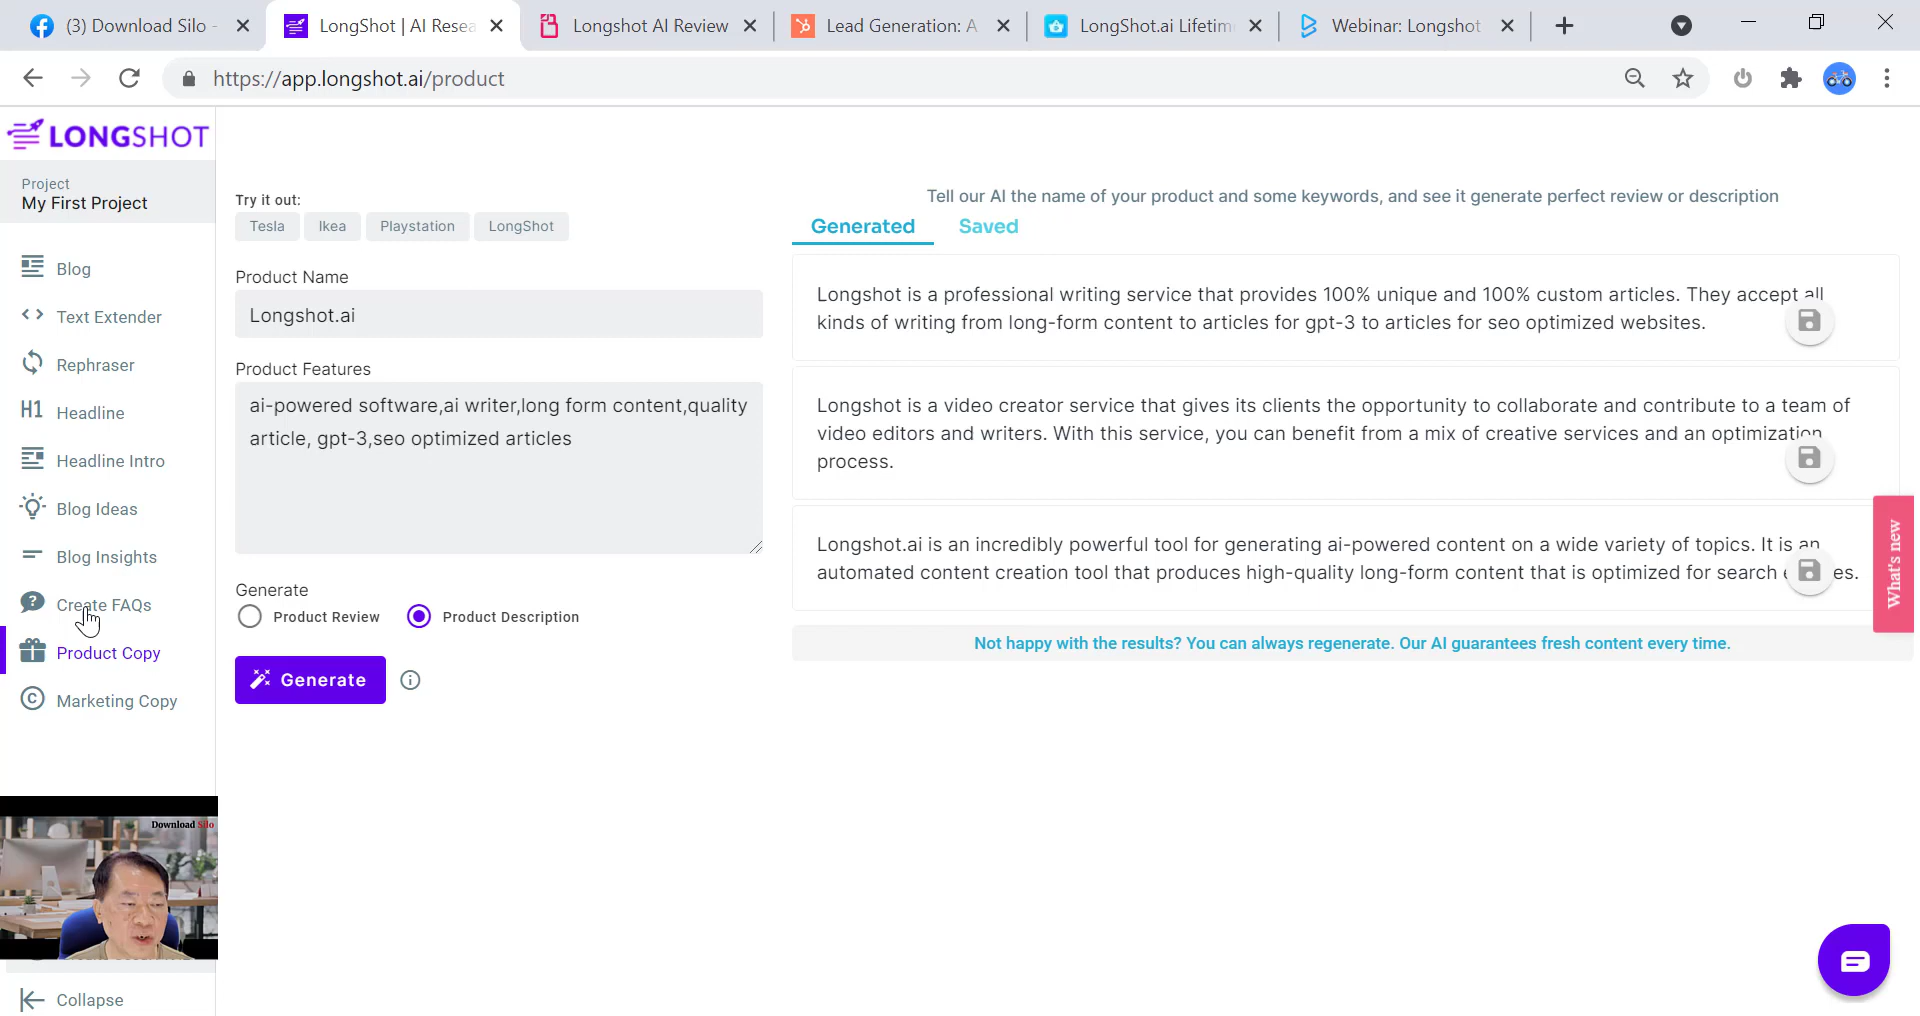 (3) Download Silo -
LongShot | AI Resea
Longshot AI Review
Lead Generation: A
LongShot.ai Lifetim
Webinar: Longshot
https://app.longshot.ai/product
LONGSHOT
Project
My First Project
Blog
Text Extender
Rephraser
H1 Headline
Headline Intro
Blog Ideas
Blog Insights
Create FAQs
Product Copy
Marketing Copy
Download Silo
Collapse
Try it out:
Tesla
Ikea
Playstation
LongShot
Product Name
Longshot.ai
Product Features
ai-powered software,ai writer,long form content,quality
article, gpt-3,seo optimized articles
Generate
Product Review
Product Description
Generate
Tell our AI the name of your product and some keywords, and see it generate perfect review or description
Generated
Saved
Longshot is a professional writing service that provides 100% unique and 100% custom articles. They accept all
kinds of writing from long-form content to articles for gpt-3 to articles for seo optimized websites.
Longshot is a video creator service that gives its clients the opportunity to collaborate and contribute to a team of
video editors and writers. With this service, you can benefit from a mix of creative services and an optimization
process.
Longshot.ai is an incredibly powerful tool for generating ai-powered content on a wide variety of topics. It is an
automated content creation tool that produces high-quality long-form content that is optimized for search
Not happy with the results? You can always regenerate. Our AI guarantees fresh content every time.
What's new